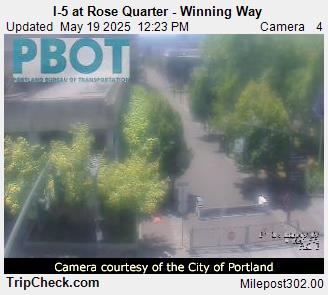 I-5 at Rose Quarter - Winning Way
Updated May 19 2025 12:23 PM Camera 4
PBOT
PORTLAND BUREAU OF TRANSPORTATION
Camera courtesy of the City of Portland
TripCheck.com Milepost302.00